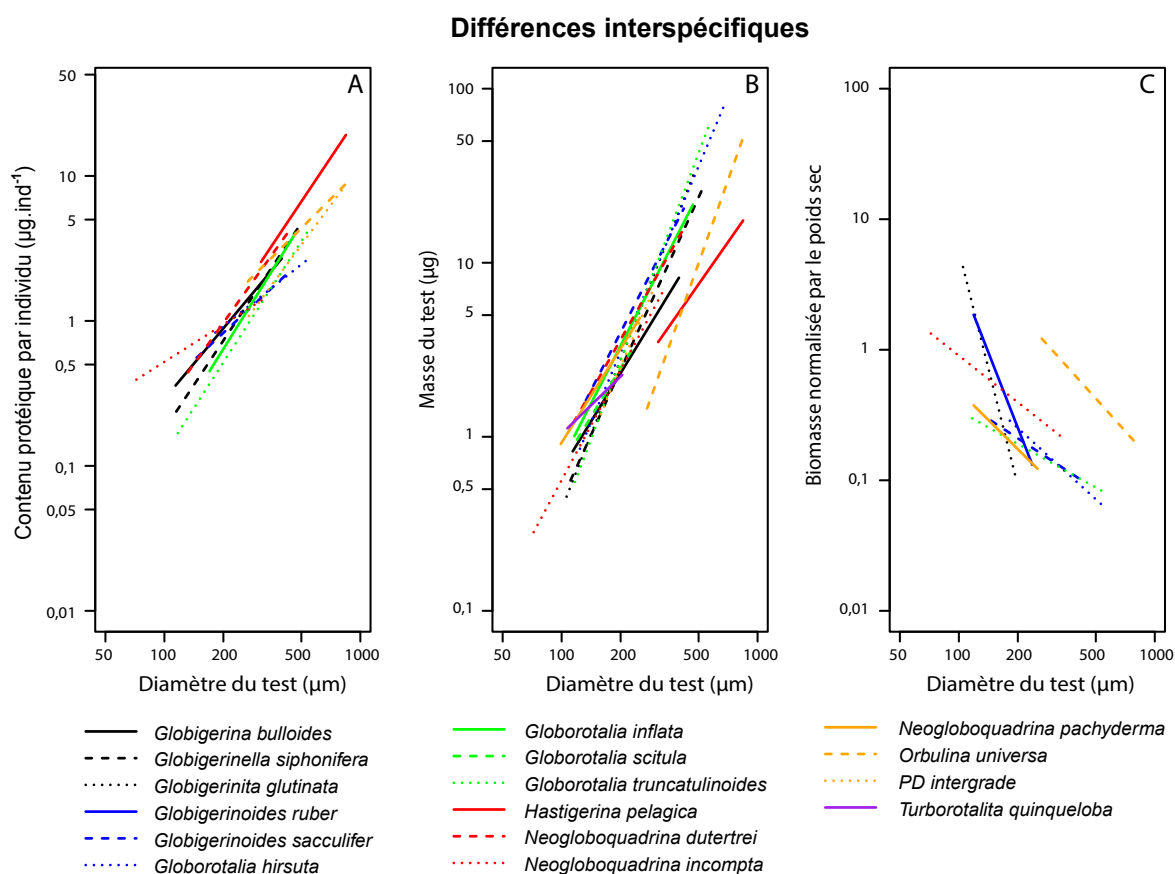 Différences interspécifiques
A
50
10
5
1
0,5
0,1
0,05
0,01
Contenu protéique par individu (µg.ind-1)
50
100
200
500
1000
Diamètre du test (µm)
B
100
50
10
5
1
0,5
0,1
Masse du test (µg)
50
100
200
500
1000
Diamètre du test (µm)
C
100
10
1
0,1
0,01
Biomasse normalisée par le poids sec
50
100
200
500
1000
Diamètre du test (µm)
Globigerina bulloides
Globigerinella siphonifera
Globigerinita glutinata
Globigerinoides ruber
Globigerinoides sacculifer
Globorotalia hirsuta
Globorotalia inflata
Globorotalia scitula
Globorotalia truncatulinoides
Hastigerina pelagica
Neogloboquadrina dutertrei
Neogloboquadrina incompta
Neogloboquadrina pachyderma
Orbulina universa
PD intergrade
Turborotalita quinqueloba